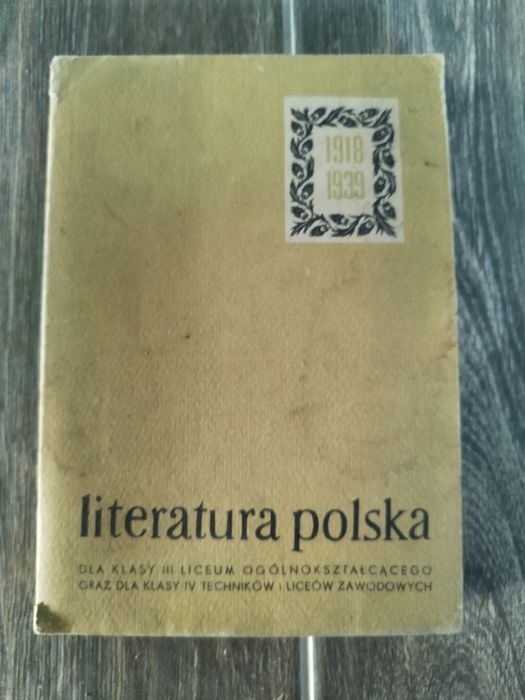 1918
1939
literatura polska
DLA KLASY III LICEUM OGÓLNOKSZTAŁCĄCEGO
ORAZ DLA KLASY IV TECHNIKÓW I LICEÓW ZAWODOWYCH